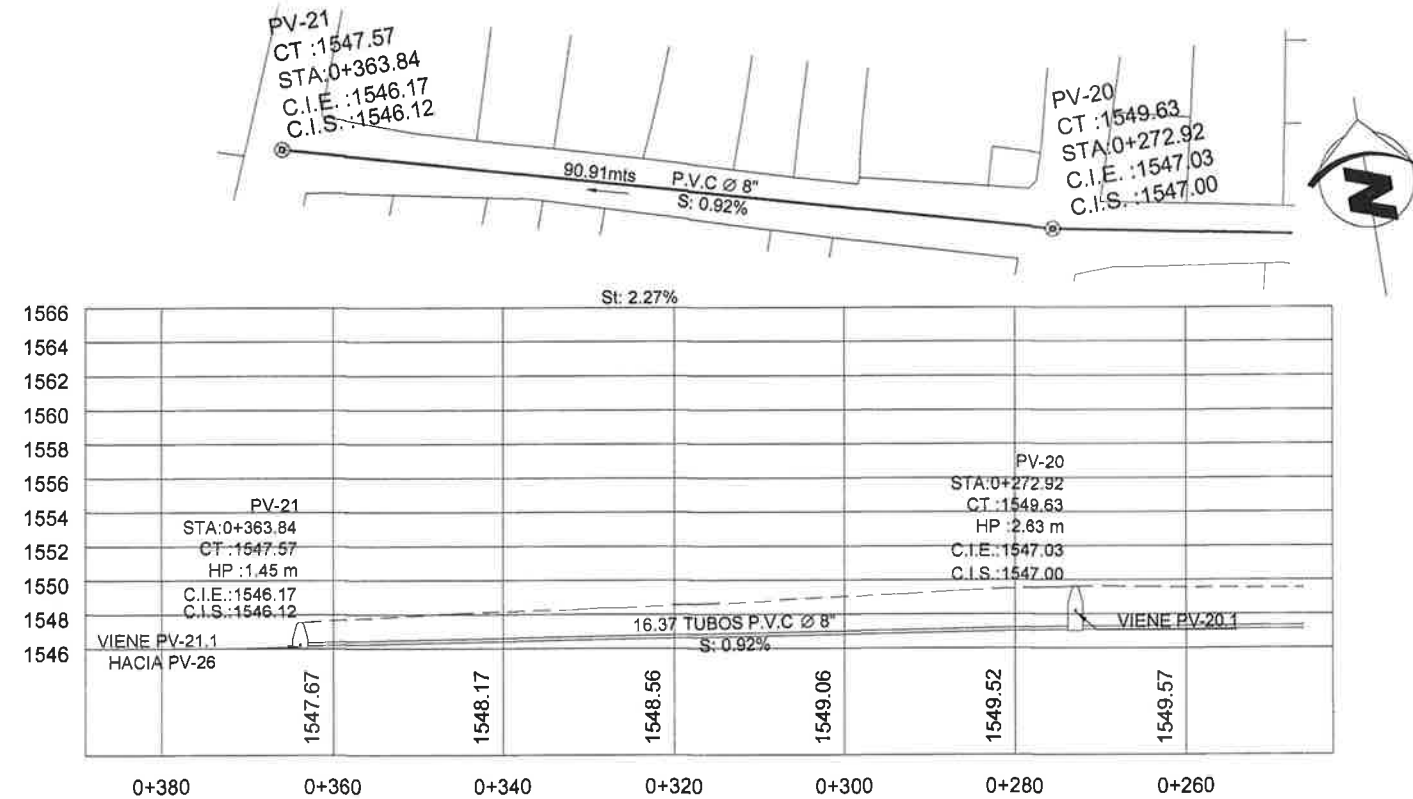 PV-21
CT :1547.57
STA:0+363.84
C.I.E. :1546.17
C.I.S. :1546.12
90.91mts
P.V.C Ø 8"
S: 0.92%
PV-20
CT :1549.63
STA:0+272.92
C.I.E. :1547.03
C.I.S. :1547.00
N
St: 2.27%
1566
1564
1562
1560
1558
1556
1554
1552
1550
1548
1546
PV-21
STA:0+363.84
CT :1547.57
HP :1.45 m
C.I.E.:1546.17
C.I.S.:1546.12
VIENE PV-21.1
HACIA PV-26
16.37 TUBOS P.V.C Ø 8"
S: 0.92%
PV-20
STA:0+272.92
CT :1549.63
HP :2.63 m
C.I.E.:1547.03
C.I.S.:1547.00
VIENE PV-20.1
1547.67
1548.17
1548.56
1549.06
1549.52
1549.57
0+380
0+360
0+340
0+320
0+300
0+280
0+260